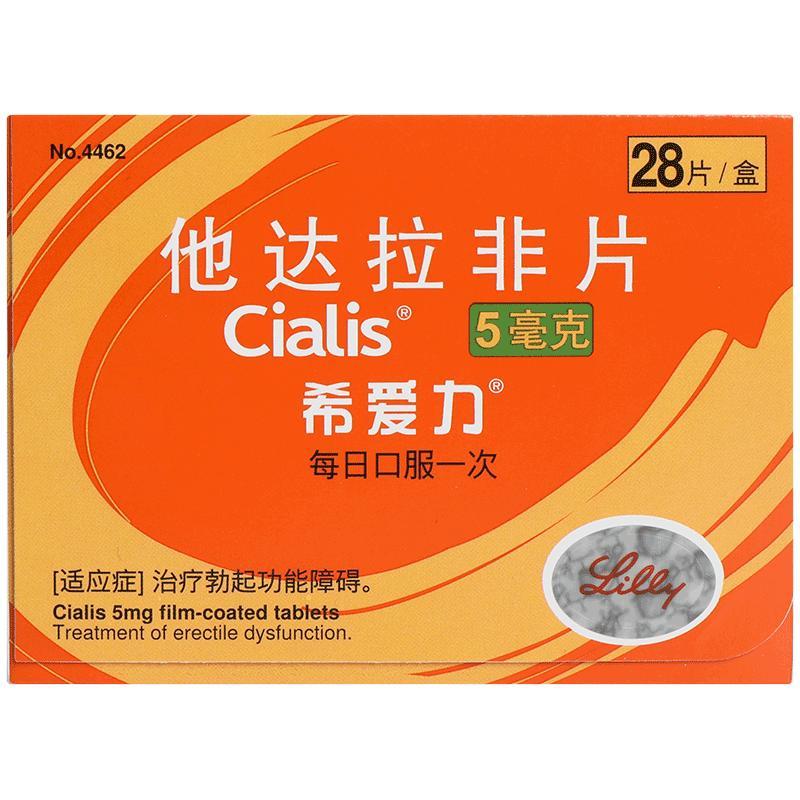 No.4462
28片/盒
他达拉非片
Cialis® 5毫克
希爱力®
每日口服一次
[适应症] 治疗勃起功能障碍。
Cialis 5mg film-coated tablets
Treatment of erectile dysfunction.
Lilly